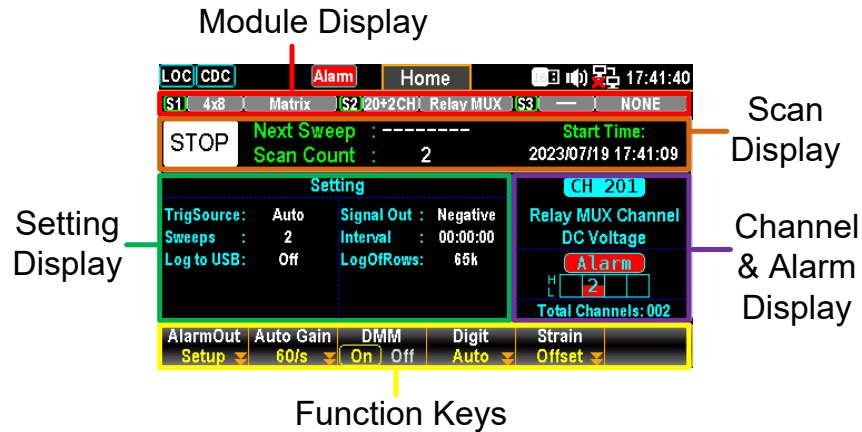 Module Display
LOC CDC Alarm Home 16 17:41:40
S1 4x8 Matrix S2 20+2CH Relay MUX S3 — NONE
STOP Next Sweep : -------- Start Time:
Scan Count : 2 2023/07/19 17:41:09
Scan
Display
Setting CH 201
TrigSource: Auto Signal Out : Negative Relay MUX Channel
Sweeps : 2 Interval : 00:00:00 DC Voltage
Log to USB: Off LogOfRows: 65k Alarm
H 2
L
Total Channels: 002
Setting
Display
Channel
& Alarm
Display
AlarmOut Auto Gain DMM Digit Strain
Setup 60/s On Off Auto Offset
Function Keys